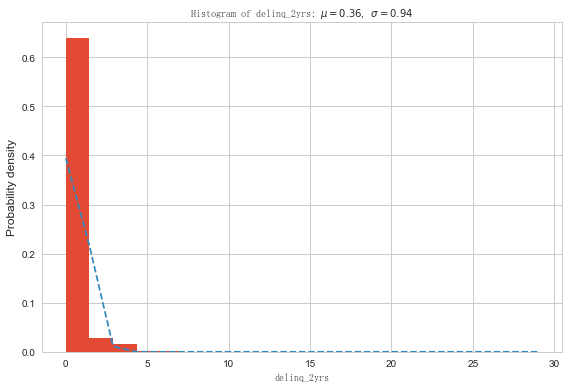 Histogram of delinq_2yrs: μ = 0.36, σ = 0.94
Probability density
0.6
0.5
0.4
0.3
0.2
0.1
0.0
0 5 10 15 20 25 30
delinq_2yrs